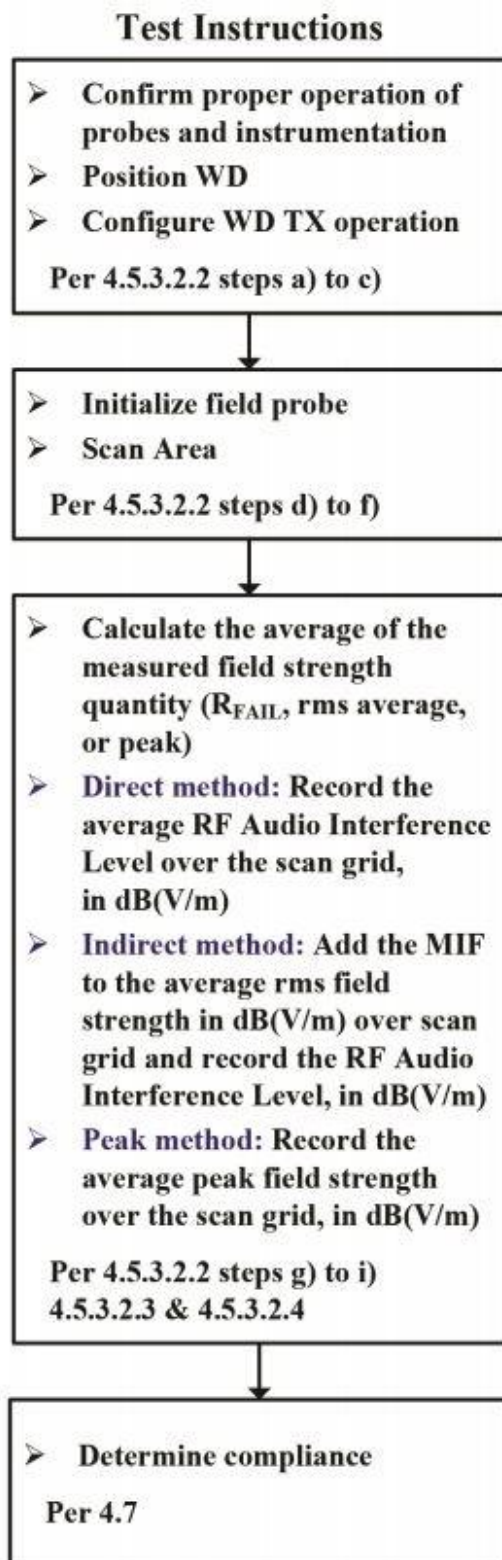 Test Instructions
➢ Confirm proper operation of
probes and instrumentation
➢ Position WD
➢ Configure WD TX operation
Per 4.5.3.2.2 steps a) to c)
➢ Initialize field probe
➢ Scan Area
Per 4.5.3.2.2 steps d) to f)
➢ Calculate the average of the
measured field strength
quantity (R_FAIL, rms average,
or peak)
➢ Direct method: Record the
average RF Audio Interference
Level over the scan grid,
in dB(V/m)
➢ Indirect method: Add the MIF
to the average rms field
strength in dB(V/m) over scan
grid and record the RF Audio
Interference Level, in dB(V/m)
➢ Peak method: Record the
average peak field strength
over the scan grid, in dB(V/m)
Per 4.5.3.2.2 steps g) to i)
4.5.3.2.3 & 4.5.3.2.4
➢ Determine compliance
Per 4.7